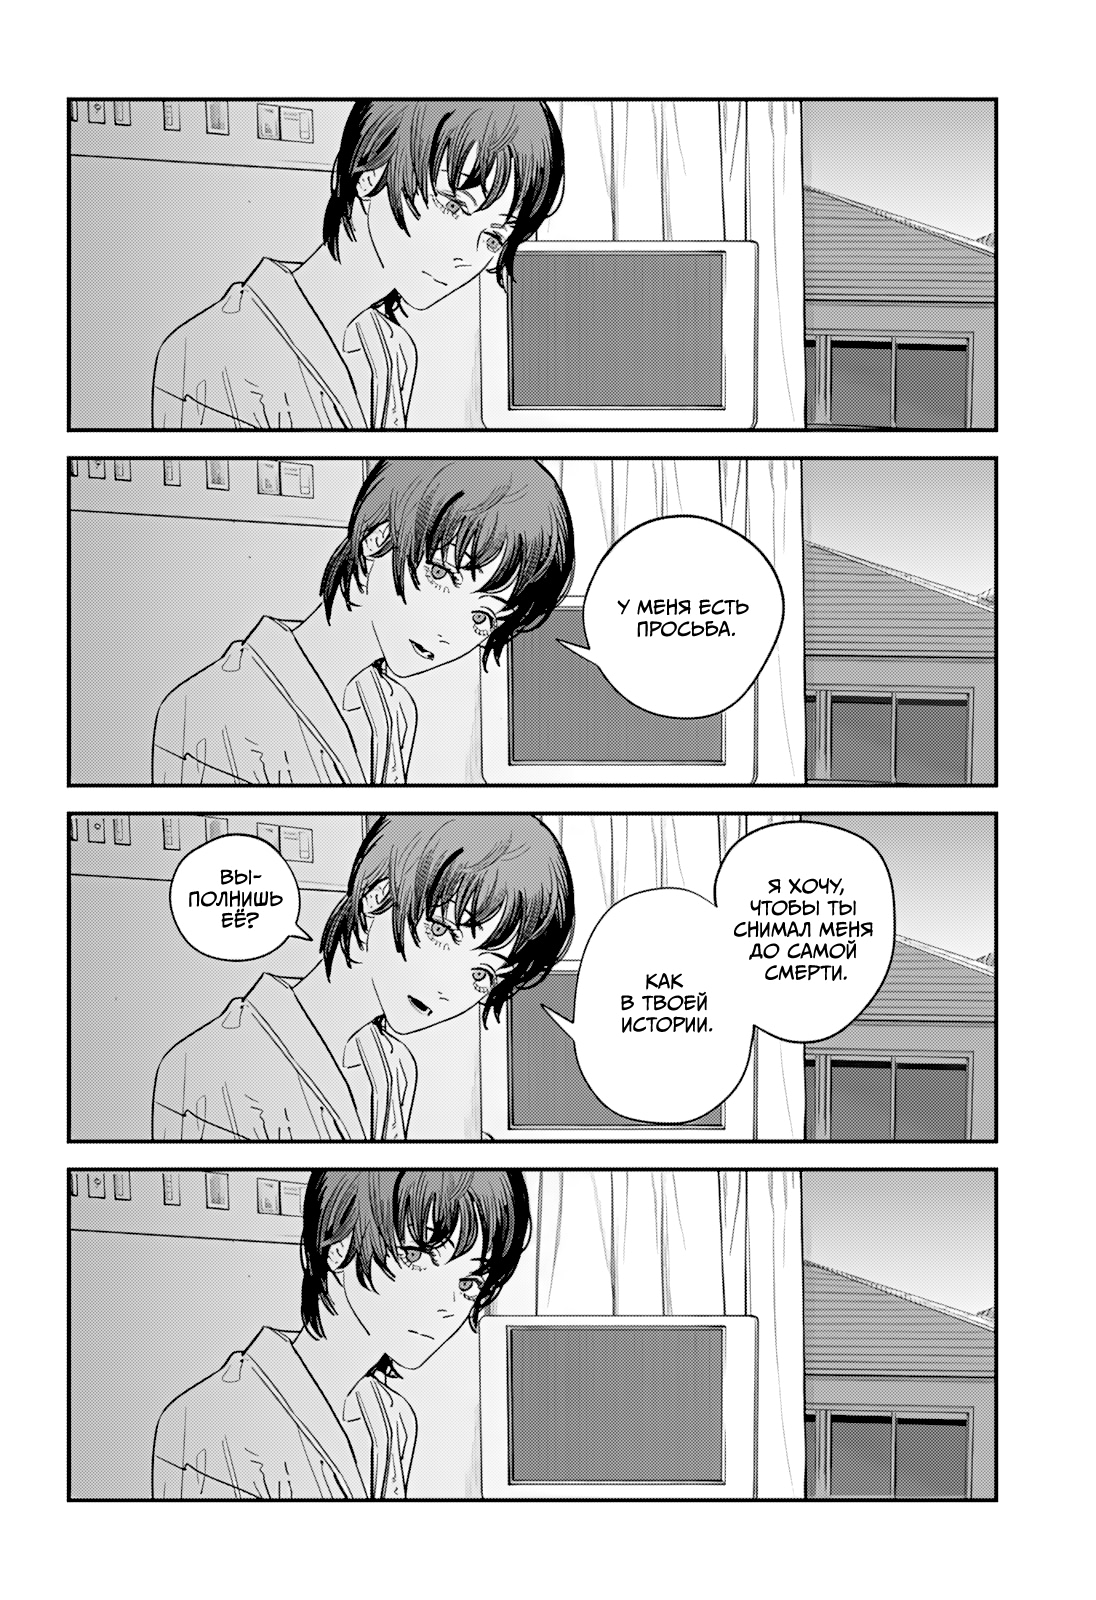 У МЕНЯ ЕСТЬ
ПРОСЬБА.
Я ХОЧУ,
ЧТОБЫ ТЫ
СНИМАЛ МЕНЯ
ДО САМОЙ
СМЕРТИ.
КАК
В ТВОЕЙ
ИСТОРИИ.
ВЫ-
ПОЛНИШЬ
ЕЁ?